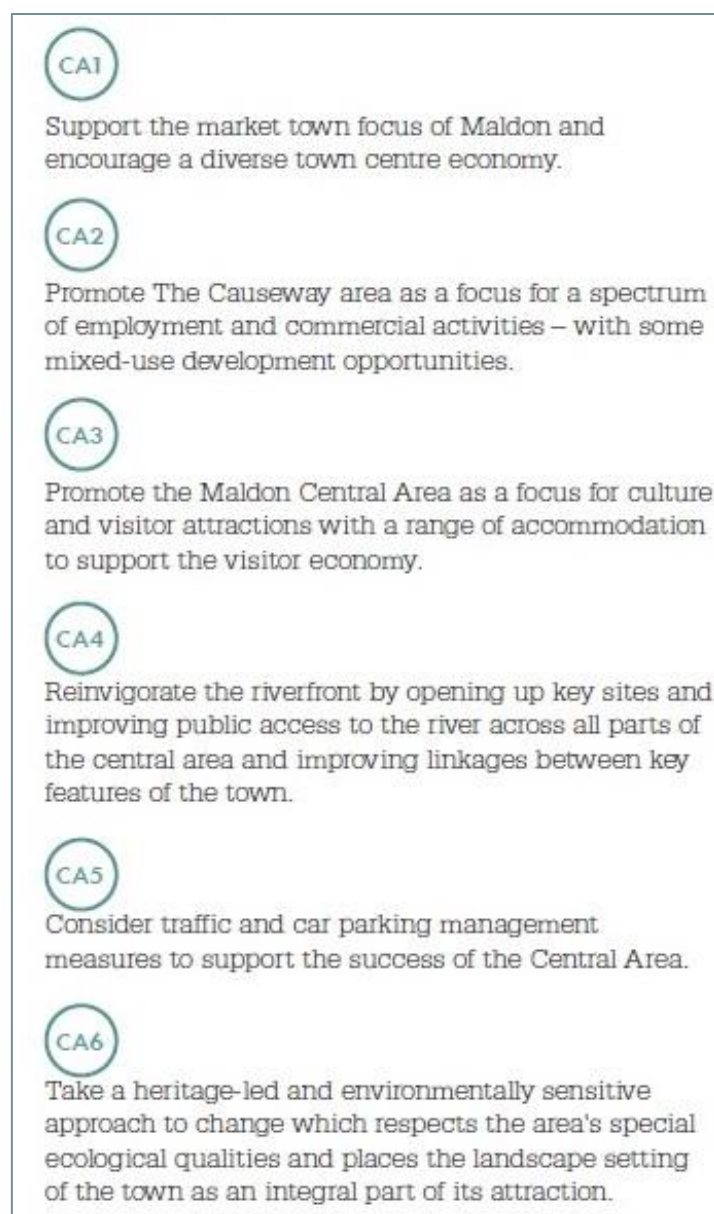 CA1
Support the market town focus of Maldon and
encourage a diverse town centre economy.
CA2
Promote The Causeway area as a focus for a spectrum
of employment and commercial activities – with some
mixed-use development opportunities.
CA3
Promote the Maldon Central Area as a focus for culture
and visitor attractions with a range of accommodation
to support the visitor economy.
CA4
Reinvigorate the riverfront by opening up key sites and
improving public access to the river across all parts of
the central area and improving linkages between key
features of the town.
CA5
Consider traffic and car parking management
measures to support the success of the Central Area.
CA6
Take a heritage-led and environmentally sensitive
approach to change which respects the area's special
ecological qualities and places the landscape setting
of the town as an integral part of its attraction.